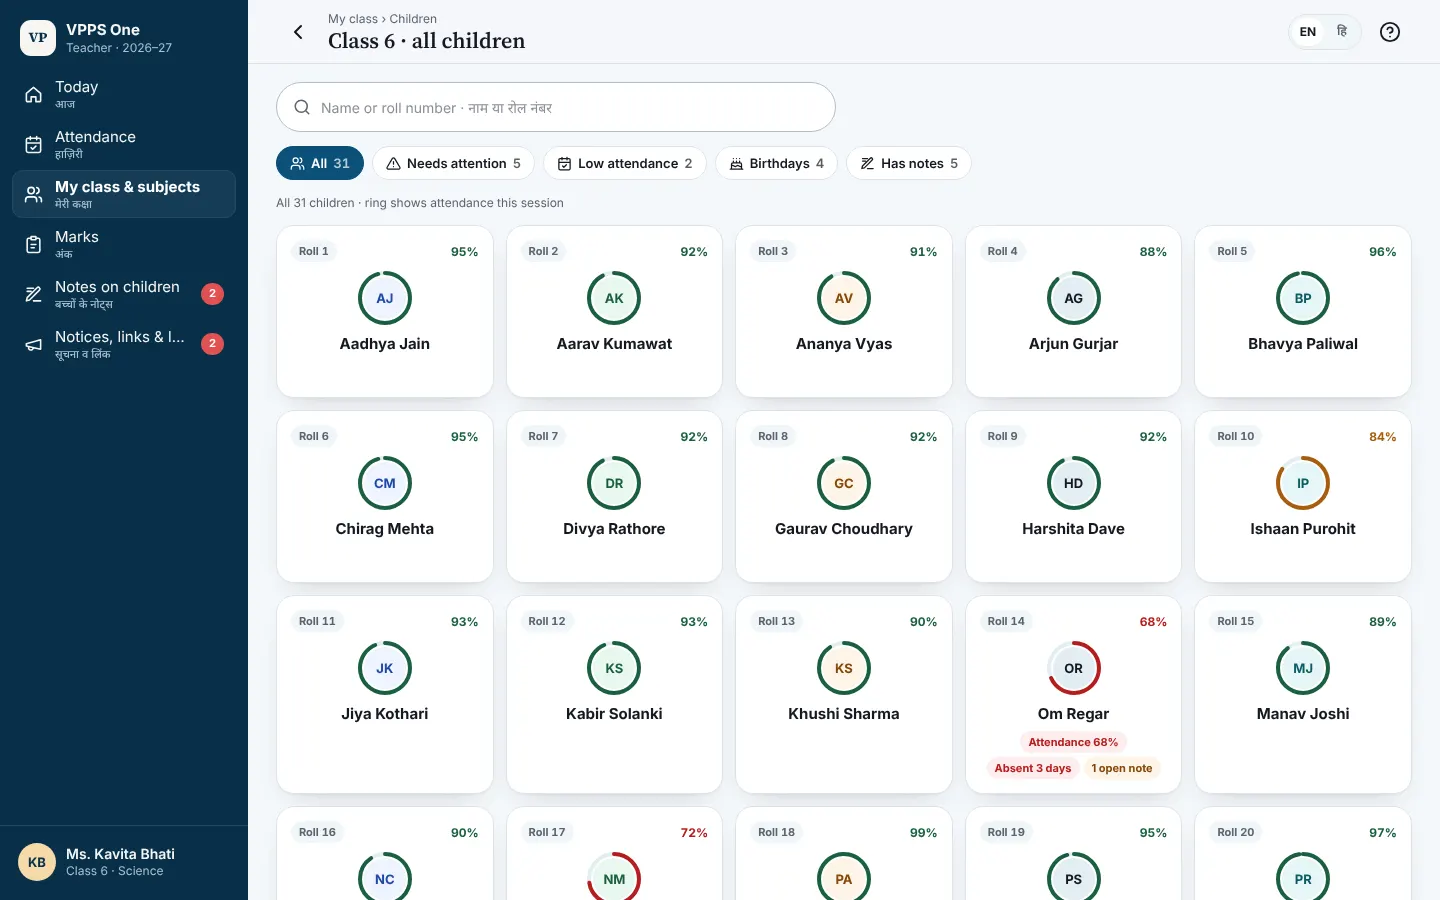 VP
VPPS One
Teacher · 2026–27
Today
आज
Attendance
हाज़िरी
My class & subjects
मेरी कक्षा
Marks
अंक
Notes on children
बच्चों के नोट्स
2
Notices, links & l...
सूचना व लिंक
2
KB
Ms. Kavita Bhati
Class 6 · Science
My class › Children
Class 6 · all children
EN हि
Name or roll number · नाम या रोल नंबर
All 31
Needs attention 5
Low attendance 2
Birthdays 4
Has notes 5
All 31 children · ring shows attendance this session
Roll 1 95%
AJ
Aadhya Jain
Roll 2 92%
AK
Aarav Kumawat
Roll 3 91%
AV
Ananya Vyas
Roll 4 88%
AG
Arjun Gurjar
Roll 5 96%
BP
Bhavya Paliwal
Roll 6 95%
CM
Chirag Mehta
Roll 7 92%
DR
Divya Rathore
Roll 8 92%
GC
Gaurav Choudhary
Roll 9 92%
HD
Harshita Dave
Roll 10 84%
IP
Ishaan Purohit
Roll 11 93%
JK
Jiya Kothari
Roll 12 93%
KS
Kabir Solanki
Roll 13 90%
KS
Khushi Sharma
Roll 14 68%
OR
Om Regar
Attendance 68%
Absent 3 days 1 open note
Roll 15 89%
MJ
Manav Joshi
Roll 16 90%
NC
Roll 17 72%
NM
Roll 18 99%
PA
Roll 19 95%
PS
Roll 20 97%
PR